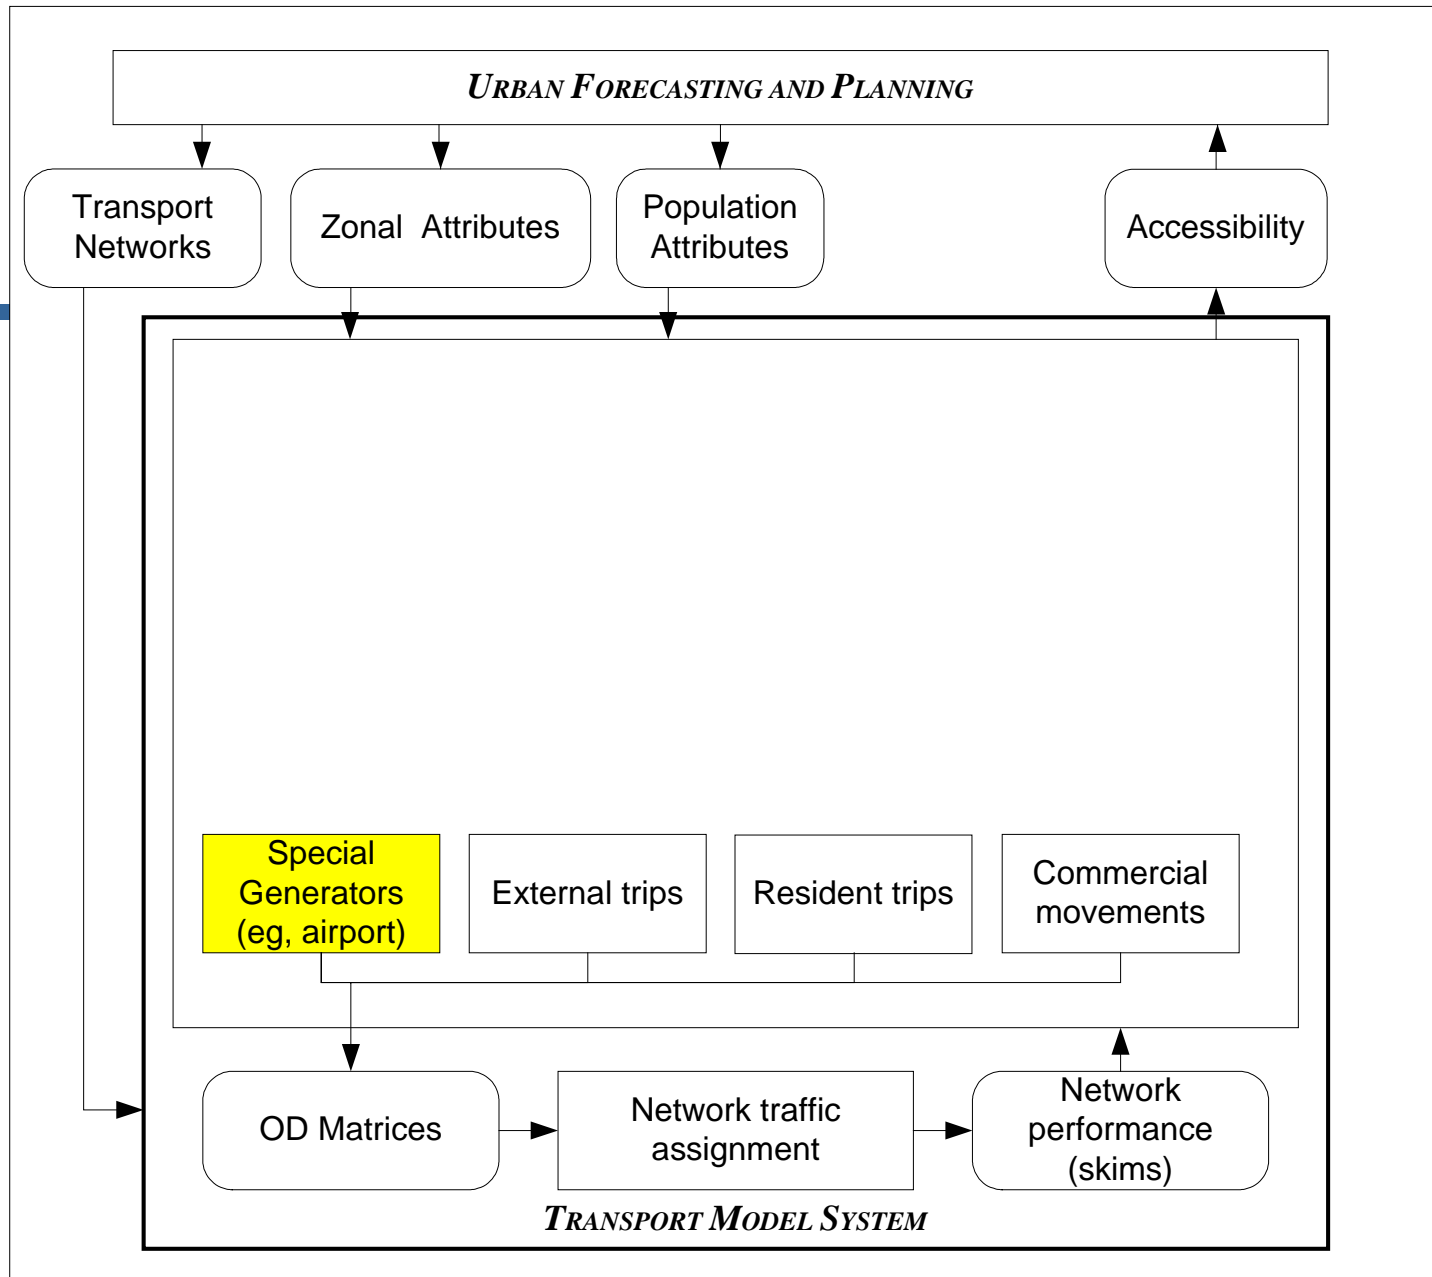 URBAN FORECASTING AND PLANNING
Transport
Networks
Zonal Attributes
Population
Attributes
Accessibility
Special
Generators
(eg, airport)
External trips
Resident trips
Commercial
movements
OD Matrices
Network traffic
assignment
Network
performance
(skims)
TRANSPORT MODEL SYSTEM